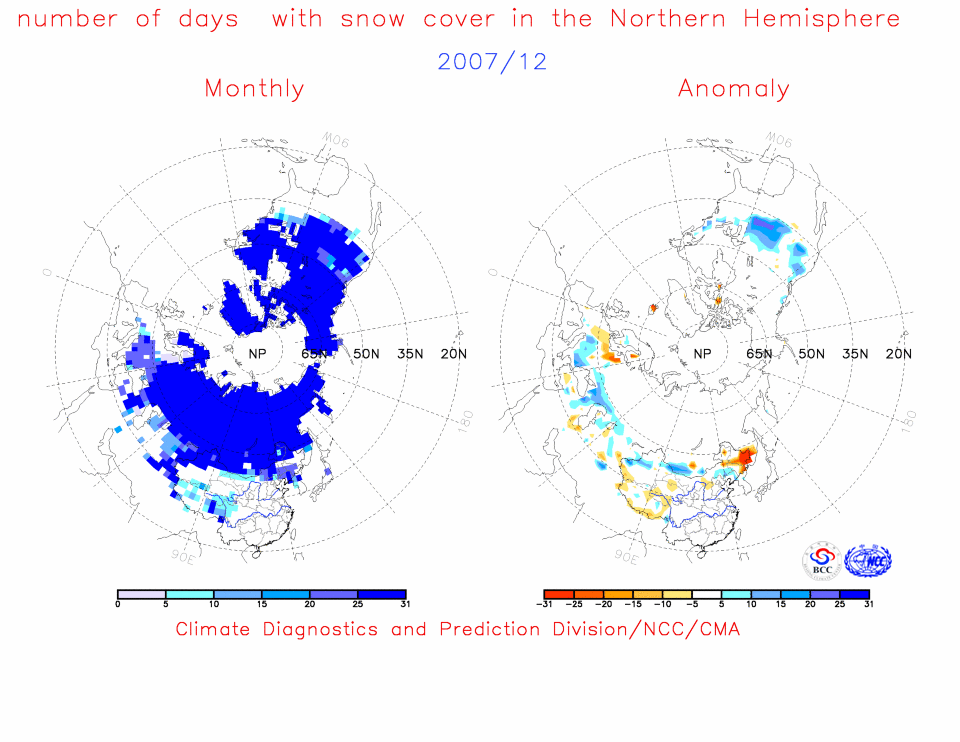 number of days with snow cover in the Northern Hemisphere
2007/12
Monthly Anomaly
90W 90W
0 0
NP 65N 50N 35N 20N NP 65N 50N 35N 20N
180 180
90E 90E
BCC NCC
0 5 10 15 20 25 31 -31 -25 -20 -15 -10 -5 5 10 15 20 25 31
Climate Diagnostics and Prediction Division/NCC/CMA